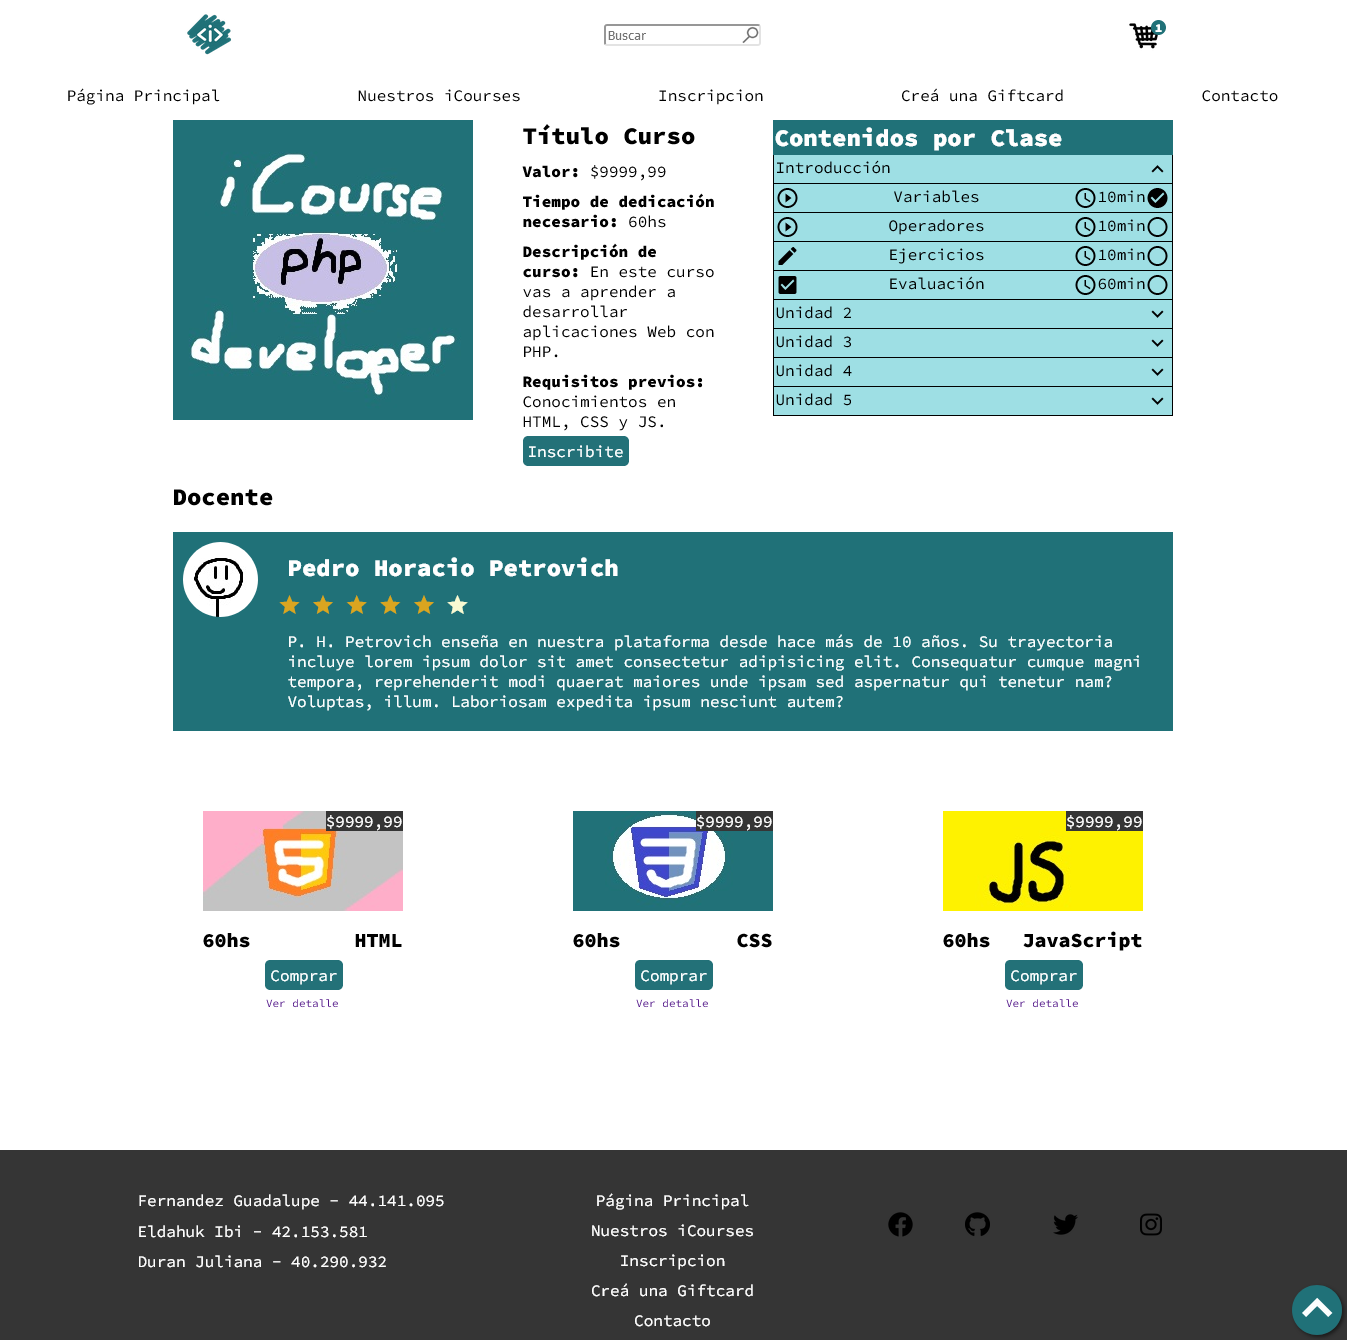 <i>
Buscar
1
Página Principal
Nuestros iCourses
Inscripcion
Creá una Giftcard
Contacto
iCourse
php
developer
Título Curso
Valor: $9999,99
Tiempo de dedicación
necesario: 60hs
Descripción de
curso: En este curso
vas a aprender a
desarrollar
aplicaciones Web con
PHP.
Requisitos previos:
Conocimientos en
HTML, CSS y JS.
Inscribite
Contenidos por Clase
Introducción
Variables 10min
Operadores 10min
Ejercicios 10min
Evaluación 60min
Unidad 2
Unidad 3
Unidad 4
Unidad 5
Docente
Pedro Horacio Petrovich
P. H. Petrovich enseña en nuestra plataforma desde hace más de 10 años. Su trayectoria
incluye lorem ipsum dolor sit amet consectetur adipisicing elit. Consequatur cumque magni
tempora, reprehenderit modi quaerat maiores unde ipsam sed aspernatur qui tenetur nam?
Voluptas, illum. Laboriosam expedita ipsum nesciunt autem?
$9999,99
5
60hs HTML
Comprar
Ver detalle
$9999,99
3
60hs CSS
Comprar
Ver detalle
$9999,99
JS
60hs JavaScript
Comprar
Ver detalle
Fernandez Guadalupe - 44.141.095
Eldahuk Ibi - 42.153.581
Duran Juliana - 40.290.932
Página Principal
Nuestros iCourses
Inscripcion
Creá una Giftcard
Contacto